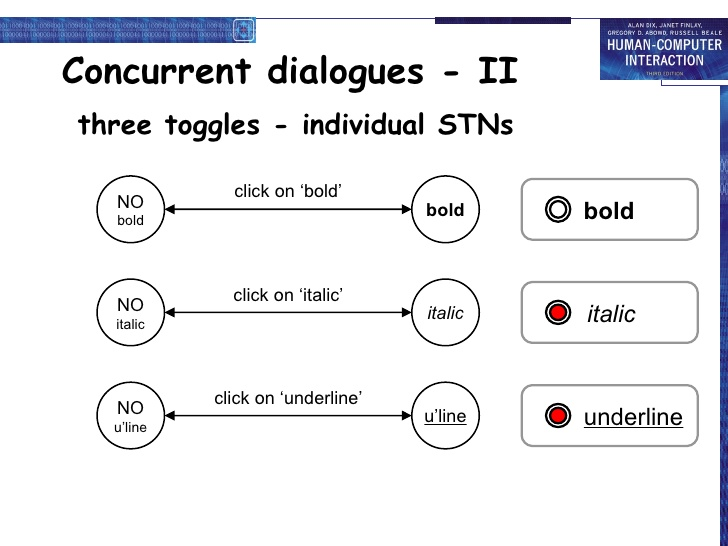 ALAN DIX, JANET FINLAY,
GREGORY D. ABOWD, RUSSELL BEALE
HUMAN-COMPUTER
INTERACTION
THIRD EDITION
Concurrent dialogues - II
three toggles - individual STNs
NO
bold
click on ‘bold’
bold
bold
NO
italic
click on ‘italic’
italic
italic
NO
u’line
click on ‘underline’
u’line
underline